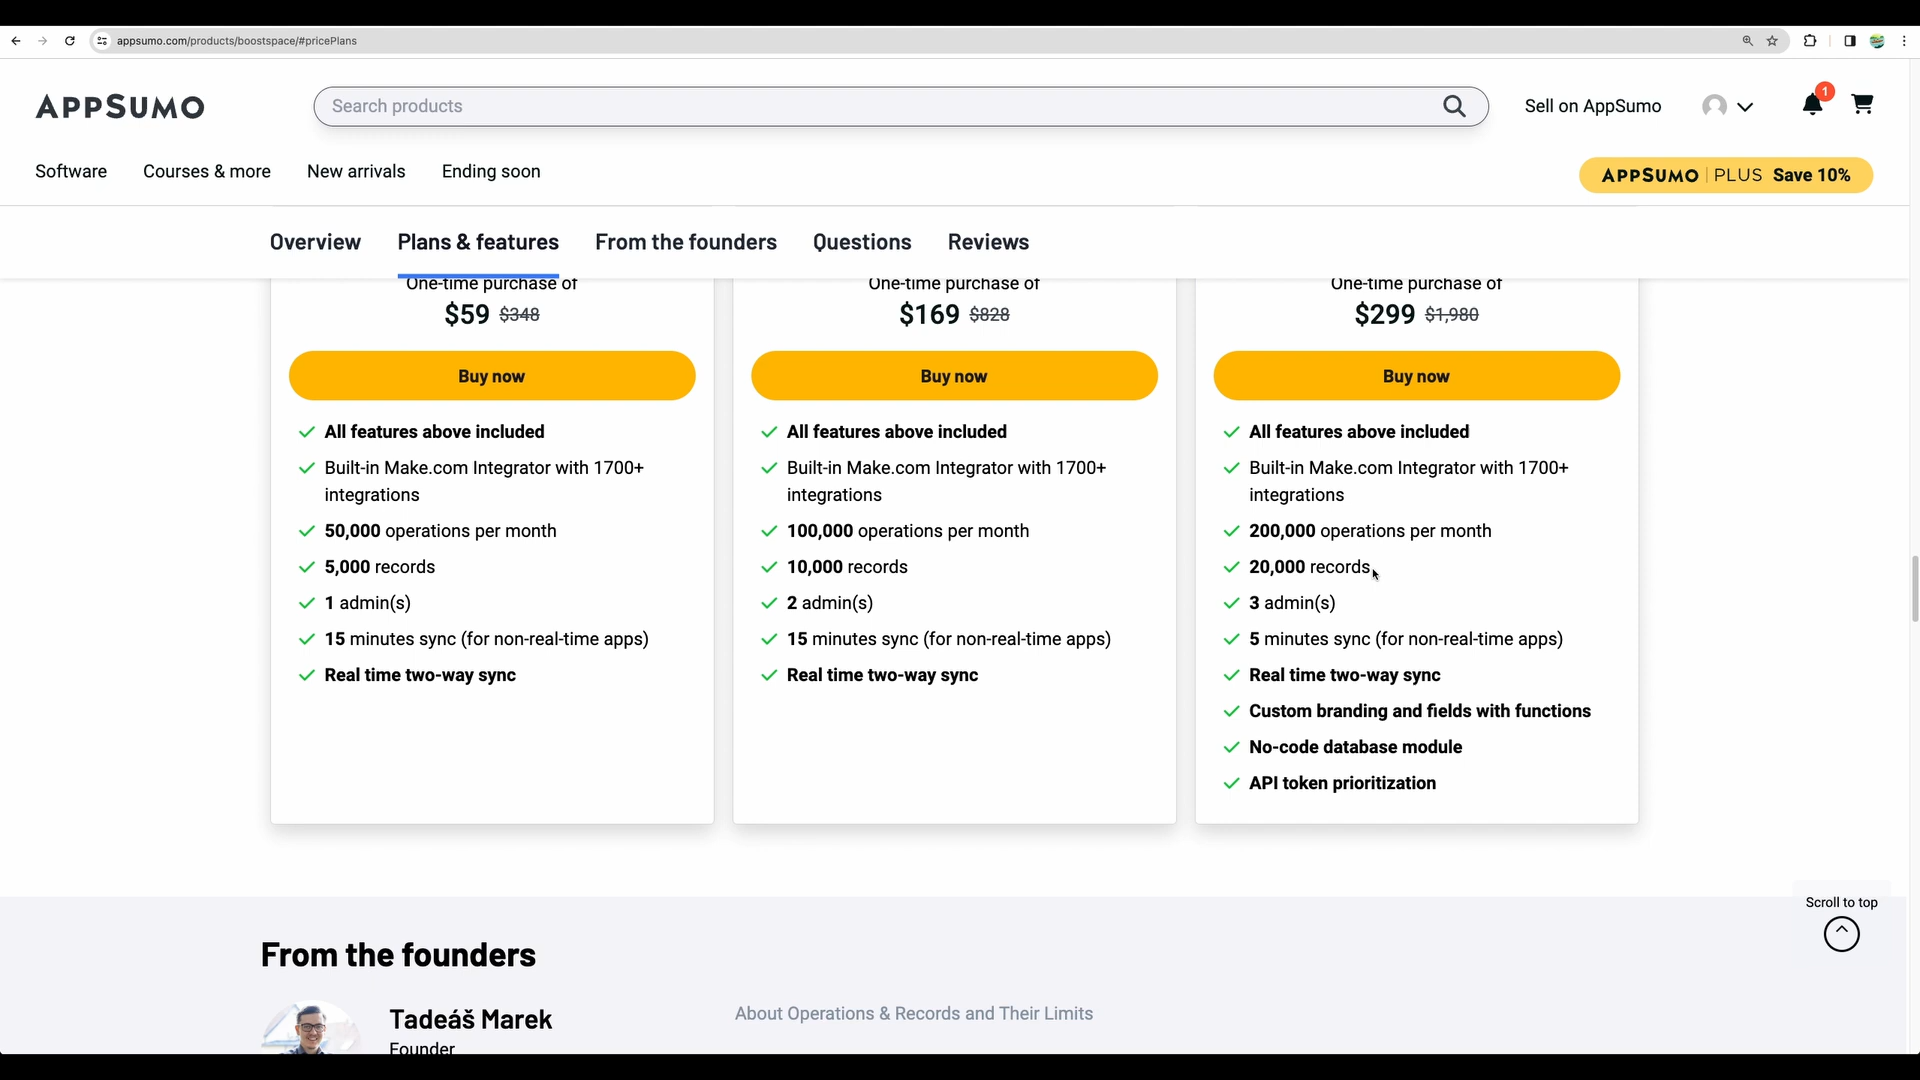 appsumo.com/products/boostspace/#pricePlans
APPSUMO
Search products
Sell on AppSumo
1
Software
Courses & more
New arrivals
Ending soon
APPSUMO | PLUS Save 10%
Overview
Plans & features
From the founders
Questions
Reviews
One-time purchase of
$59 $348
Buy now
All features above included
Built-in Make.com Integrator with 1700+
integrations
50,000 operations per month
5,000 records
1 admin(s)
15 minutes sync (for non-real-time apps)
Real time two-way sync
One-time purchase of
$169 $828
Buy now
All features above included
Built-in Make.com Integrator with 1700+
integrations
100,000 operations per month
10,000 records
2 admin(s)
15 minutes sync (for non-real-time apps)
Real time two-way sync
One-time purchase of
$299 $1,980
Buy now
All features above included
Built-in Make.com Integrator with 1700+
integrations
200,000 operations per month
20,000 records
3 admin(s)
5 minutes sync (for non-real-time apps)
Real time two-way sync
Custom branding and fields with functions
No-code database module
API token prioritization
Scroll to top
From the founders
Tadeáš Marek
Founder
About Operations & Records and Their Limits